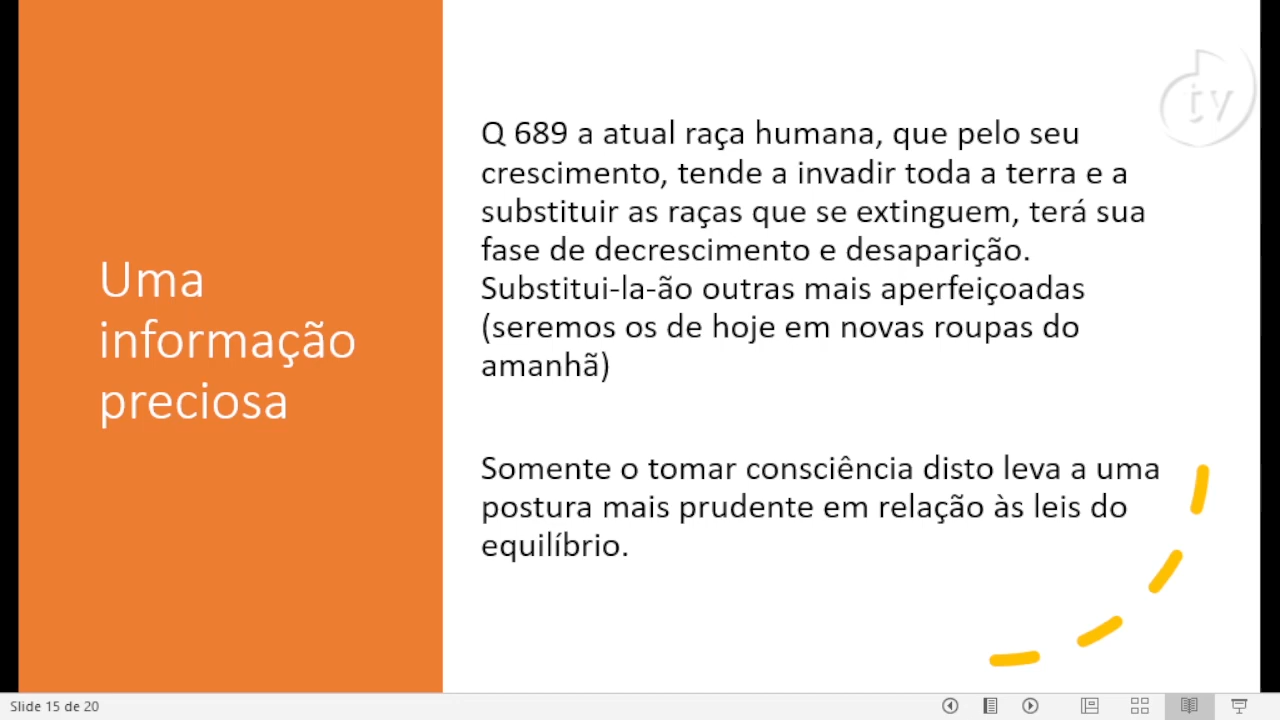 Uma
informação
preciosa
Q 689 a atual raça humana, que pelo seu
crescimento, tende a invadir toda a terra e a
substituir as raças que se extinguem, terá sua
fase de decrescimento e desaparição.
Substitui-la-ão outras mais aperfeiçoadas
(seremos os de hoje em novas roupas do
amanhã)
Somente o tomar consciência disto leva a uma
postura mais prudente em relação às leis do
equilíbrio.
tv
Slide 15 de 20